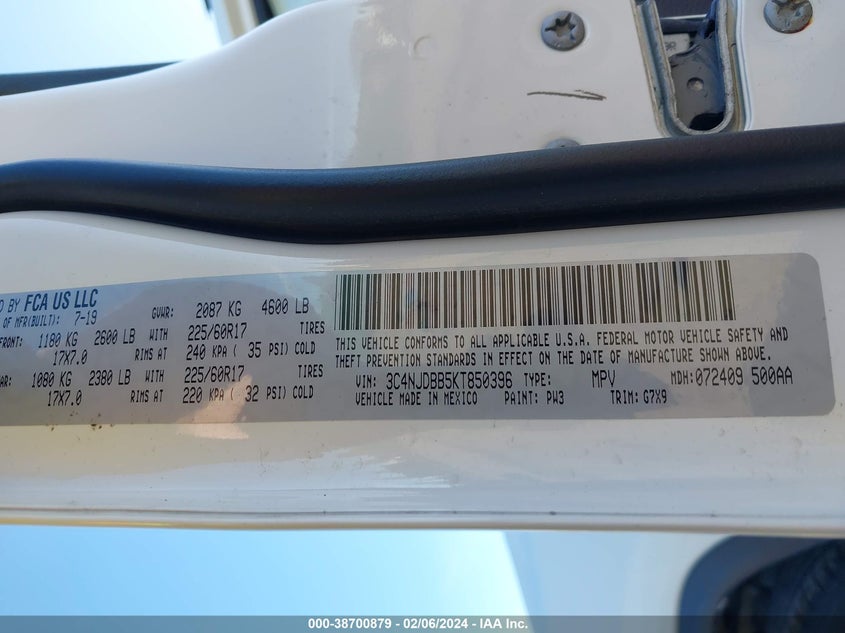 D BY FCA US LLC
OF MFR(BUILT): 7-19
GVWR: 2087 KG 4600 LB
FRONT: 1180 KG 2600 LB WITH 225/60R17 TIRES
17X7.0 RIMS AT 240 KPA ( 35 PSI) COLD
AR: 1080 KG 2380 LB WITH 225/60R17 TIRES
17X7.0 RIMS AT 220 KPA ( 32 PSI) COLD
THIS VEHICLE CONFORMS TO ALL APPLICABLE U.S.A. FEDERAL MOTOR VEHICLE SAFETY AND
THEFT PREVENTION STANDARDS IN EFFECT ON THE DATE OF MANUFACTURE SHOWN ABOVE.
VIN: 3C4NJDBB5KT850396 TYPE: MPV MDH:072409 500AA
VEHICLE MADE IN MEXICO PAINT: PW3 TRIM: G7X9
000-38700879 - 02/06/2024 - IAA Inc.